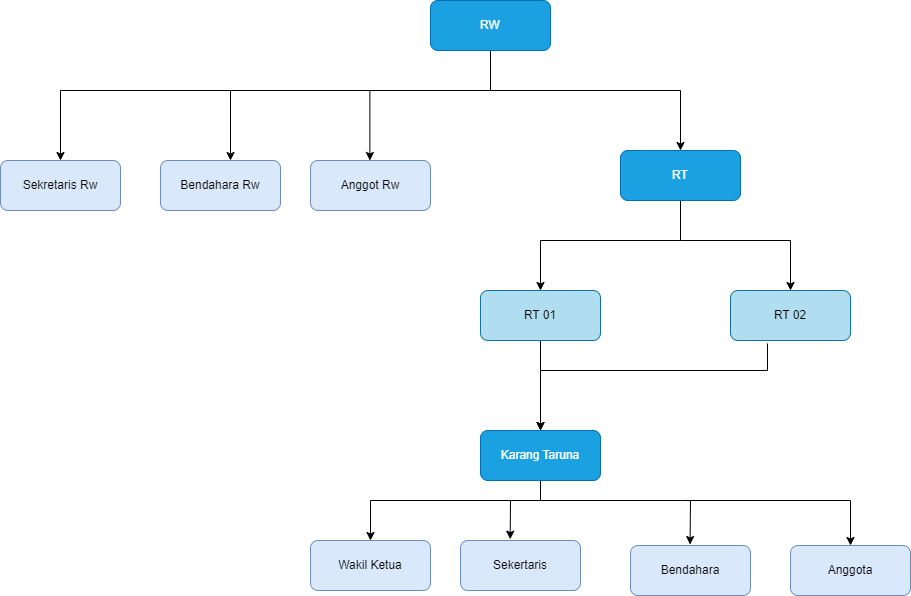 RW
Sekretaris Rw
Bendahara Rw
Anggot Rw
RT
RT 01
RT 02
Karang Taruna
Wakil Ketua
Sekertaris
Bendahara
Anggota